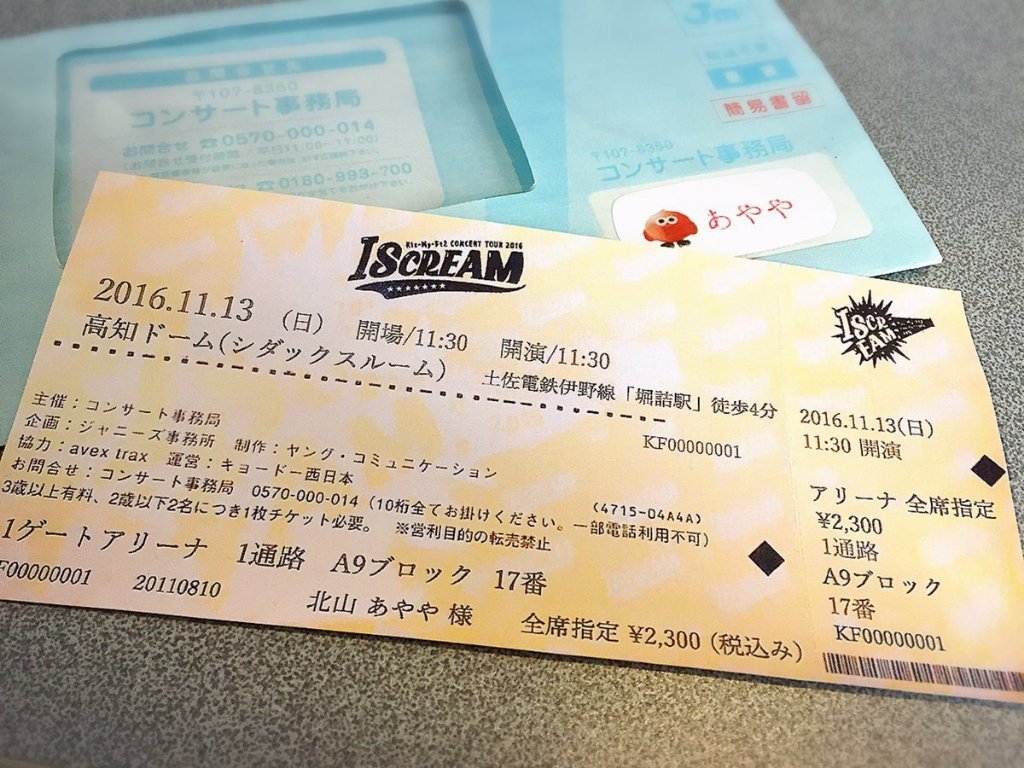 お問合せ先
〒107-8350
コンサート事務局
お問合せ ☎0570-000-014
☎0180-993-700
簡易書留
〒107-8350
コンサート事務局
あやや
Kis-My-Ft2 CONCERT TOUR 2016
I SCREAM
2016.11.13 (日) 開場/11:30 開演/11:30
高知ドーム(シダックスルーム) 土佐電鉄伊野線「堀詰駅」徒歩4分
KF00000001
主催:コンサート事務局
企画:ジャニーズ事務所 制作:ヤング・コミュニケーション
協力:avex trax 運営:キョードー西日本
(4715-04A4A)
お問合せ:コンサート事務局 0570-000-014 (10桁全てお掛けください。一部電話利用不可)
3歳以上有料、2歳以下2名につき1枚チケット必要。 ※営利目的の転売禁止
1ゲートアリーナ 1通路 A9ブロック 17番
F00000001 20110810 北山 あやや 様 全席指定 ¥2,300 (税込み)
I SCREAM
2016.11.13(日)
11:30 開演
アリーナ 全席指定
¥2,300
1通路
A9ブロック
17番
KF00000001